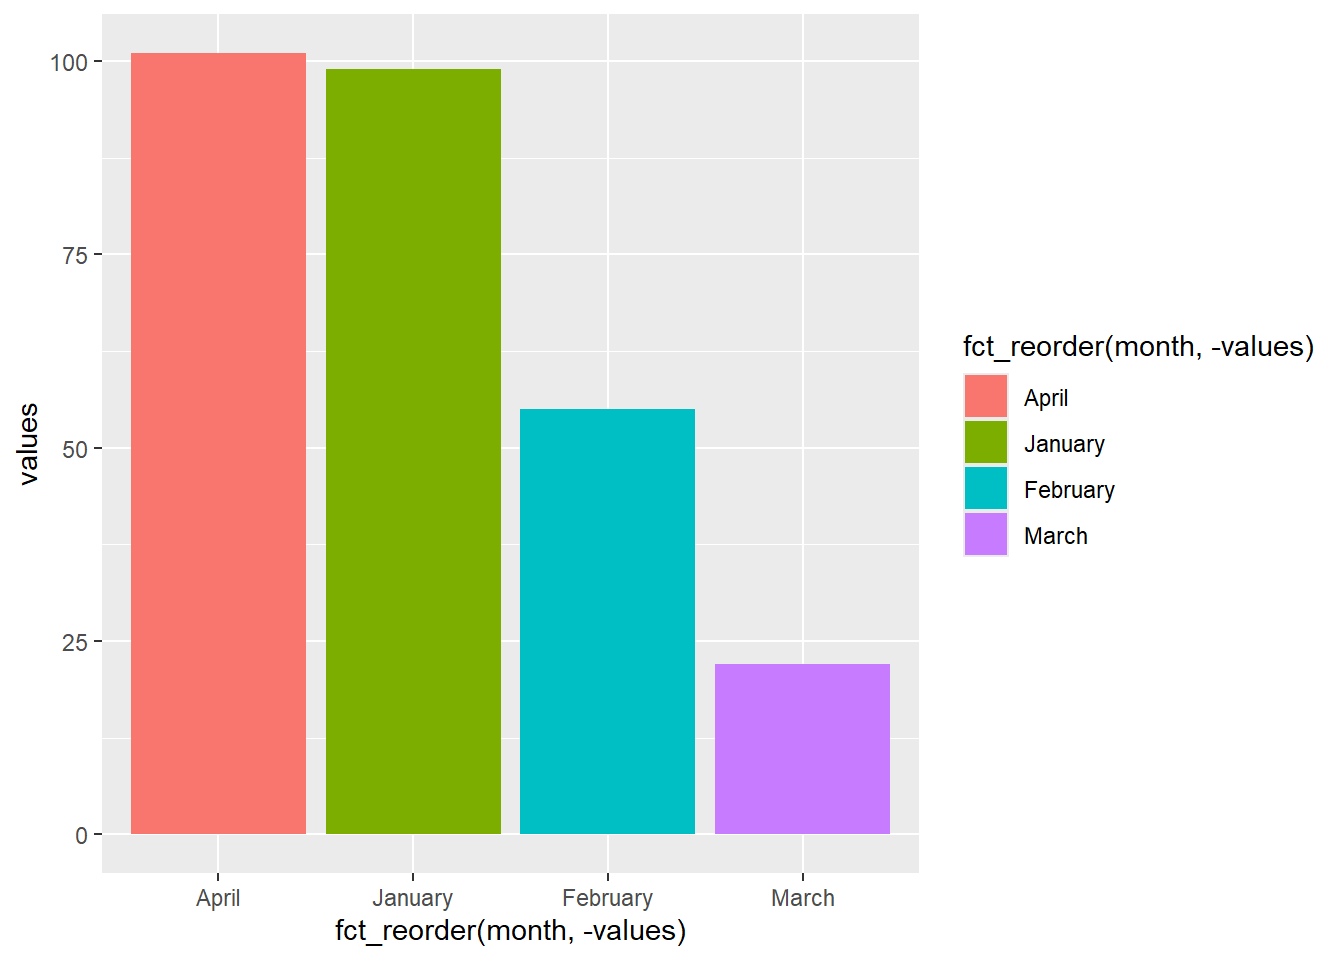 values
100
75
50
25
0
April
January
February
March
fct_reorder(month, -values)
fct_reorder(month, -values)
April
January
February
March